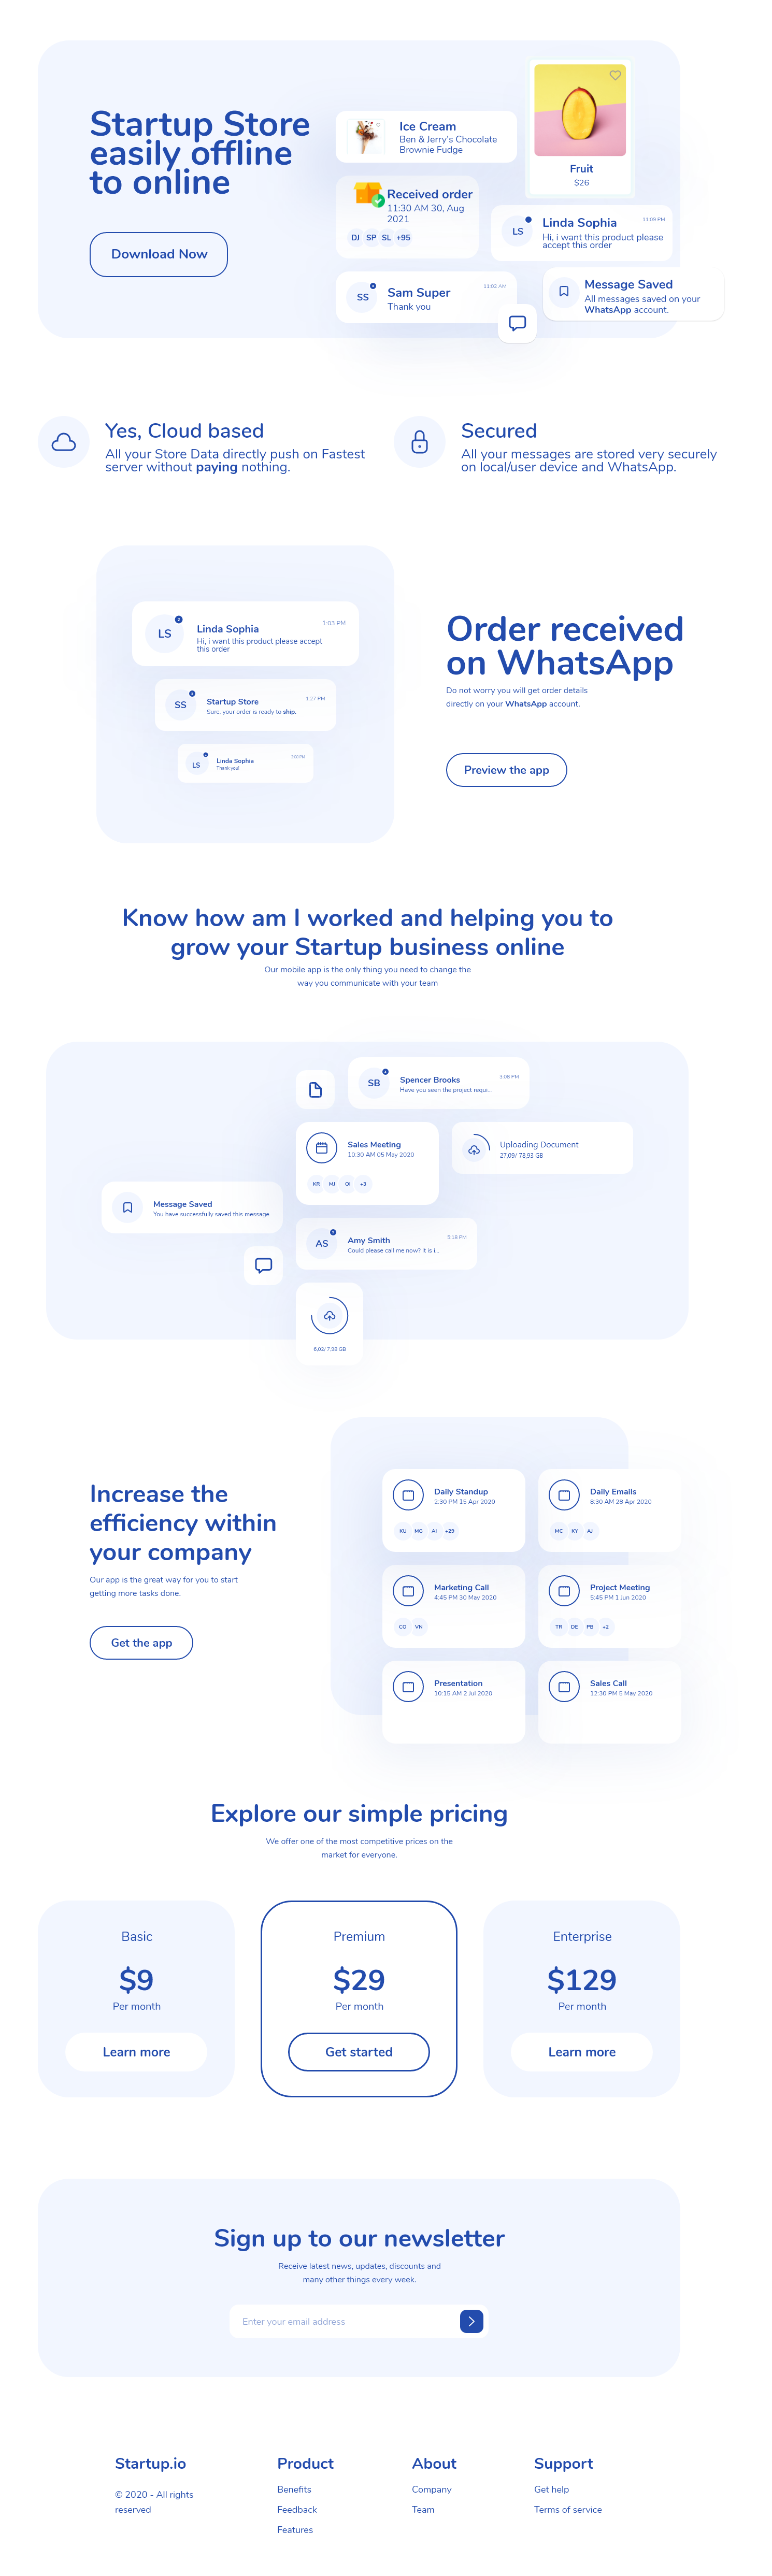 Startup Store
easily offline
to online
Download Now
Ice Cream
Ben & Jerry's Chocolate
Brownie Fudge
Fruit
$26
Received order
11:30 AM 30, Aug
2021
DJ SP SL +95
LS
Linda Sophia
11:03 PM
Hi, i want this product please
accept this order
SS
Sam Super
11:02 AM
Thank you
Message Saved
All messages saved on your
WhatsApp account.
Yes, Cloud based
All your Store Data directly push on Fastest
server without paying nothing.
Secured
All your messages are stored very securely
on local/user device and WhatsApp.
LS
2
Linda Sophia
1:03 PM
Hi, i want this product please accept
this order
SS
Startup Store
1:27 PM
Sure, your order is ready to ship.
LS
Linda Sophia
Thank you!
Order received
on WhatsApp
Do not worry you will get order details
directly on your WhatsApp account.
Preview the app
Know how am I worked and helping you to
grow your Startup business online
Our mobile app is the only thing you need to change the
way you communicate with your team
SB
Spencer Brooks
3:08 PM
Have you seen the project requi...
Sales Meeting
10:30 AM 05 May 2020
KR MJ OI +3
Uploading Document
27,09/ 78,93 GB
Message Saved
You have successfully saved this message
AS
Amy Smith
5:18 PM
Could please call me now? It is i...
6,02/ 7,98 GB
Increase the
efficiency within
your company
Our app is the great way for you to start
getting more tasks done.
Get the app
Daily Standup
2:30 PM 15 Apr 2020
KU MG AI +29
Daily Emails
8:30 AM 28 Apr 2020
MC KY AJ
Marketing Call
4:45 PM 30 May 2020
CO VN
Project Meeting
5:45 PM 1 Jun 2020
TR DE PB +2
Presentation
10:15 AM 2 Jul 2020
Sales Call
12:30 PM 5 May 2020
Explore our simple pricing
We offer one of the most competitive prices on the
market for everyone.
Basic
$9
Per month
Learn more
Premium
$29
Per month
Get started
Enterprise
$129
Per month
Learn more
Sign up to our newsletter
Receive latest news, updates, discounts and
many other things every week.
Enter your email address
Startup.io
© 2020 - All rights
reserved
Product
Benefits
Feedback
Features
About
Company
Team
Support
Get help
Terms of service